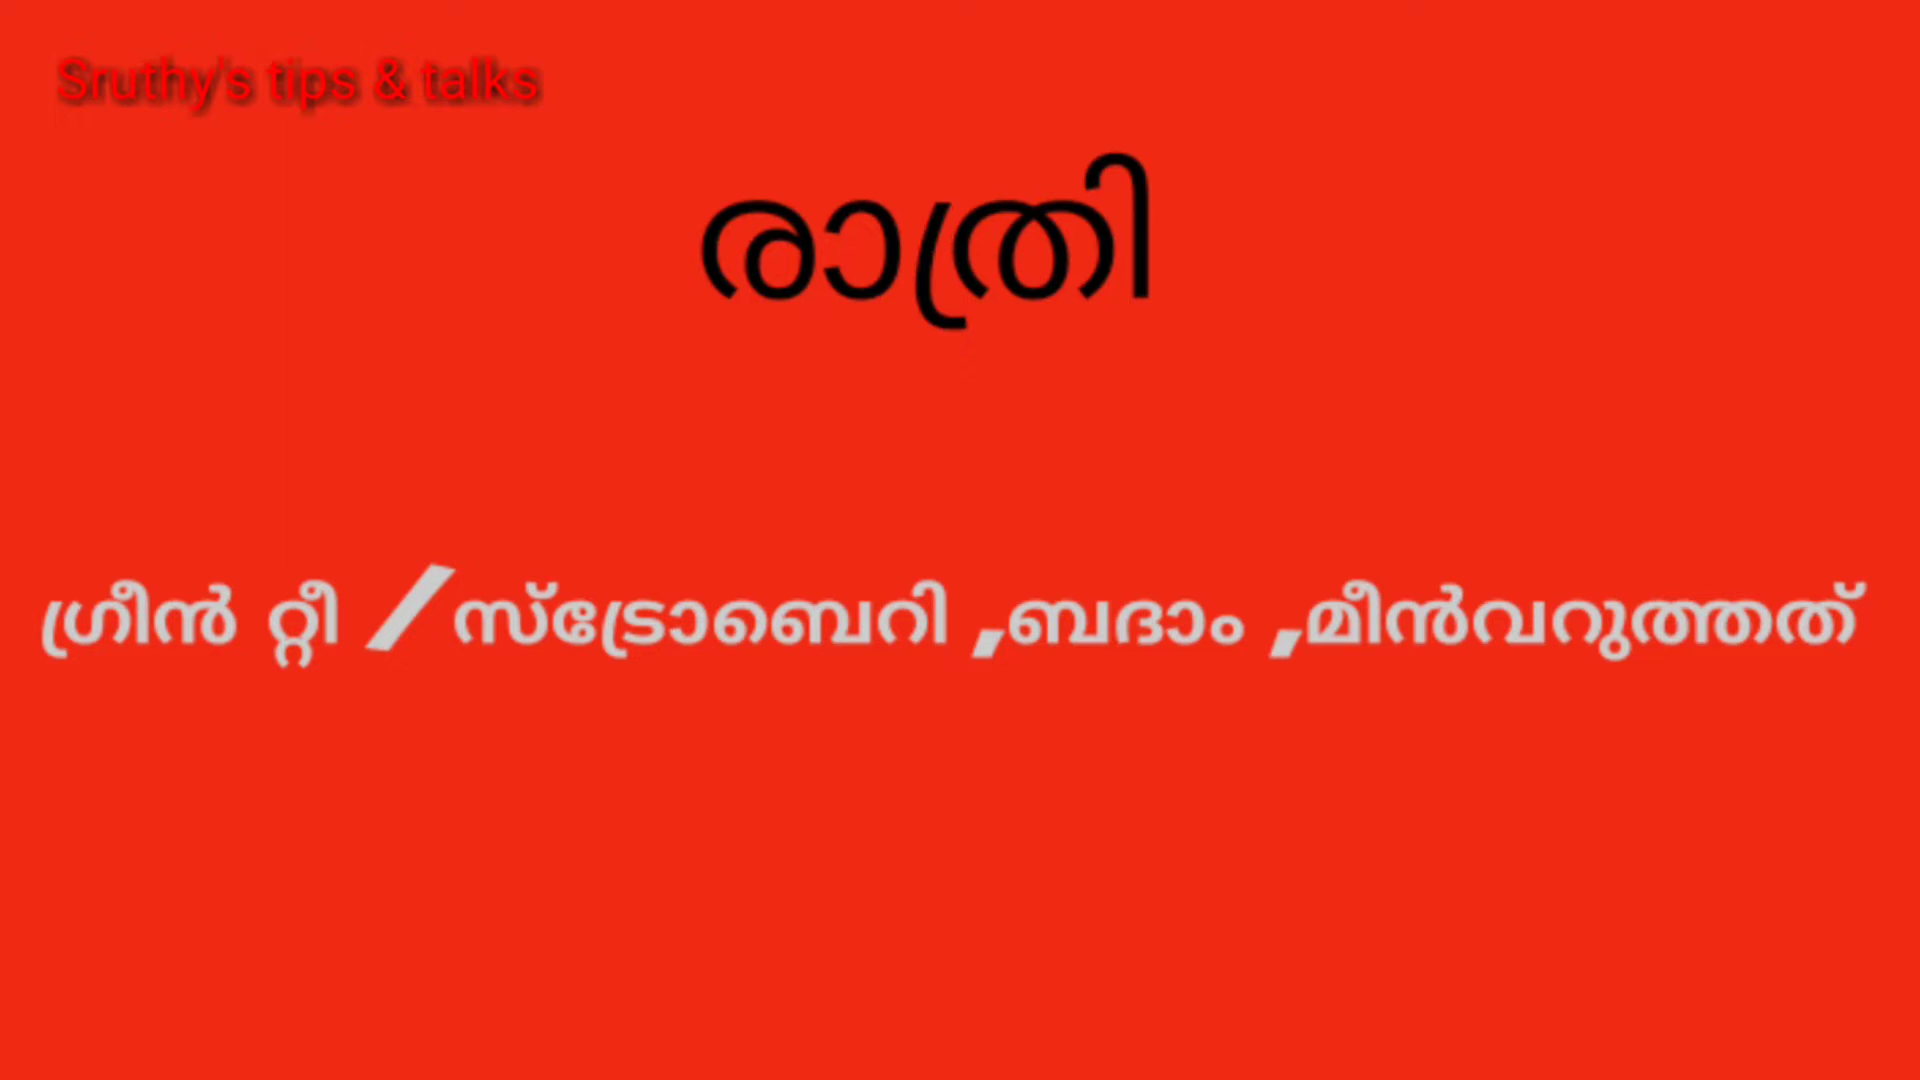 Sruthy's tips & talks
രാത്രി
ഗ്രീൻ റ്റീ /സ്ട്രോബെറി ,ബദാം ,മീൻവറുത്തത്